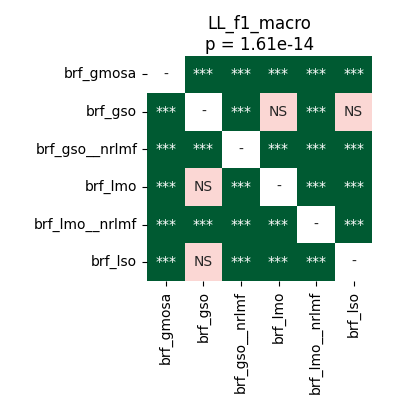 LL_f1_macro
p = 1.61e-14
brf_gmosa - *** *** *** *** ***
brf_gso *** - *** NS *** NS
brf_gso__nrlmf *** *** - *** *** ***
brf_lmo *** NS *** - *** ***
brf_lmo__nrlmf *** *** *** *** - ***
brf_lso *** NS *** *** *** -
brf_gmosa
brf_gso
brf_gso__nrlmf
brf_lmo
brf_lmo__nrlmf
brf_lso